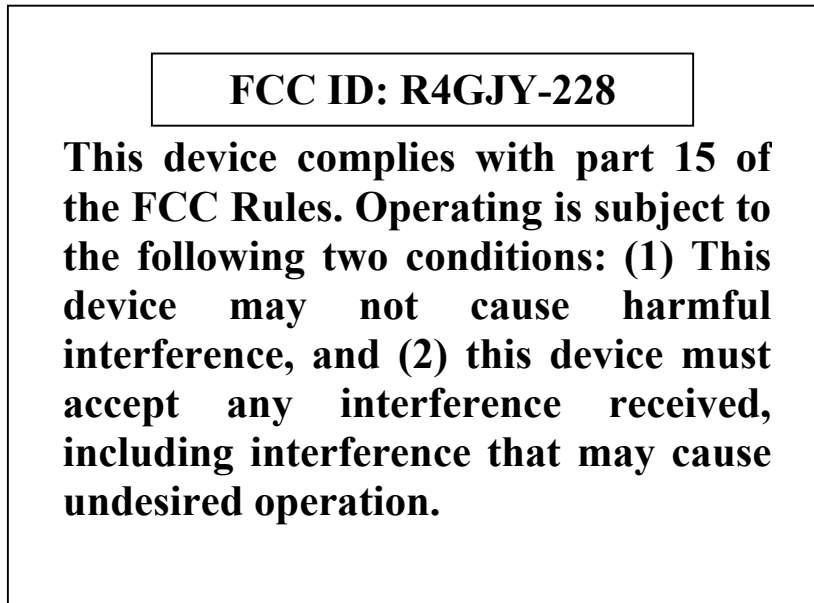 FCC ID: R4GJY-228
This device complies with part 15 of
the FCC Rules. Operating is subject to
the following two conditions: (1) This
device may not cause harmful
interference, and (2) this device must
accept any interference received,
including interference that may cause
undesired operation.